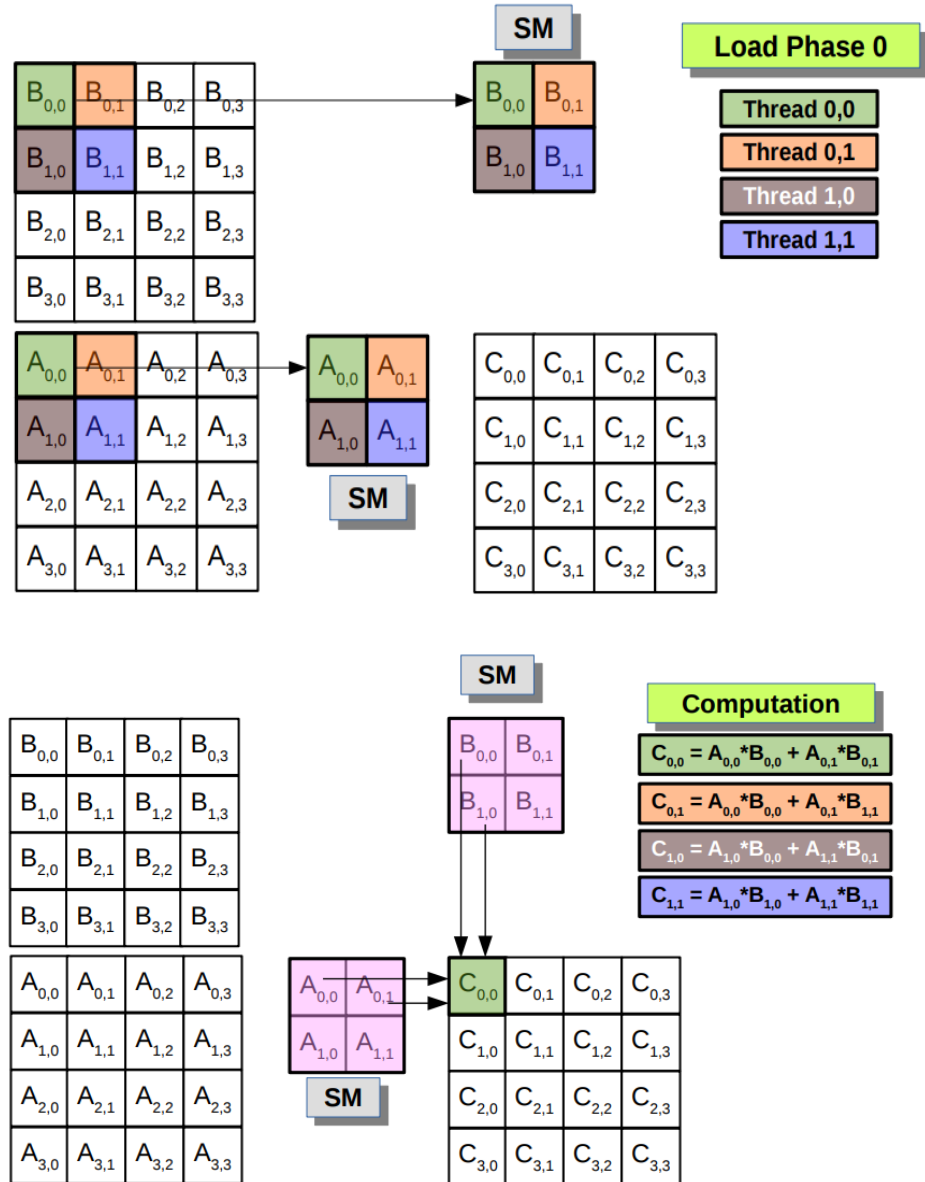 SM
Load Phase 0
B0,0 B0,1 B0,2 B0,3
B0,0 B0,1
Thread 0,0
Thread 0,1
B1,0 B1,1 B1,2 B1,3
B1,0 B1,1
Thread 1,0
Thread 1,1
B2,0 B2,1 B2,2 B2,3
B3,0 B3,1 B3,2 B3,3
A0,0 A0,1 A0,2 A0,3
A0,0 A0,1
C0,0 C0,1 C0,2 C0,3
A1,0 A1,1 A1,2 A1,3
A1,0 A1,1
C1,0 C1,1 C1,2 C1,3
A2,0 A2,1 A2,2 A2,3
SM
C2,0 C2,1 C2,2 C2,3
A3,0 A3,1 A3,2 A3,3
C3,0 C3,1 C3,2 C3,3
SM
Computation
B0,0 B0,1 B0,2 B0,3
B0,0 B0,1
C0,0 = A0,0*B0,0 + A0,1*B0,1
B1,0 B1,1 B1,2 B1,3
B1,0 B1,1
C0,1 = A0,0*B0,0 + A0,1*B1,1
B2,0 B2,1 B2,2 B2,3
C1,0 = A1,0*B0,0 + A1,1*B0,1
B3,0 B3,1 B3,2 B3,3
C1,1 = A1,0*B1,0 + A1,1*B1,1
A0,0 A0,1 A0,2 A0,3
A0,0 A0,1
C0,0 C0,1 C0,2 C0,3
A1,0 A1,1 A1,2 A1,3
A1,0 A1,1
C1,0 C1,1 C1,2 C1,3
A2,0 A2,1 A2,2 A2,3
SM
C2,0 C2,1 C2,2 C2,3
A3,0 A3,1 A3,2 A3,3
C3,0 C3,1 C3,2 C3,3